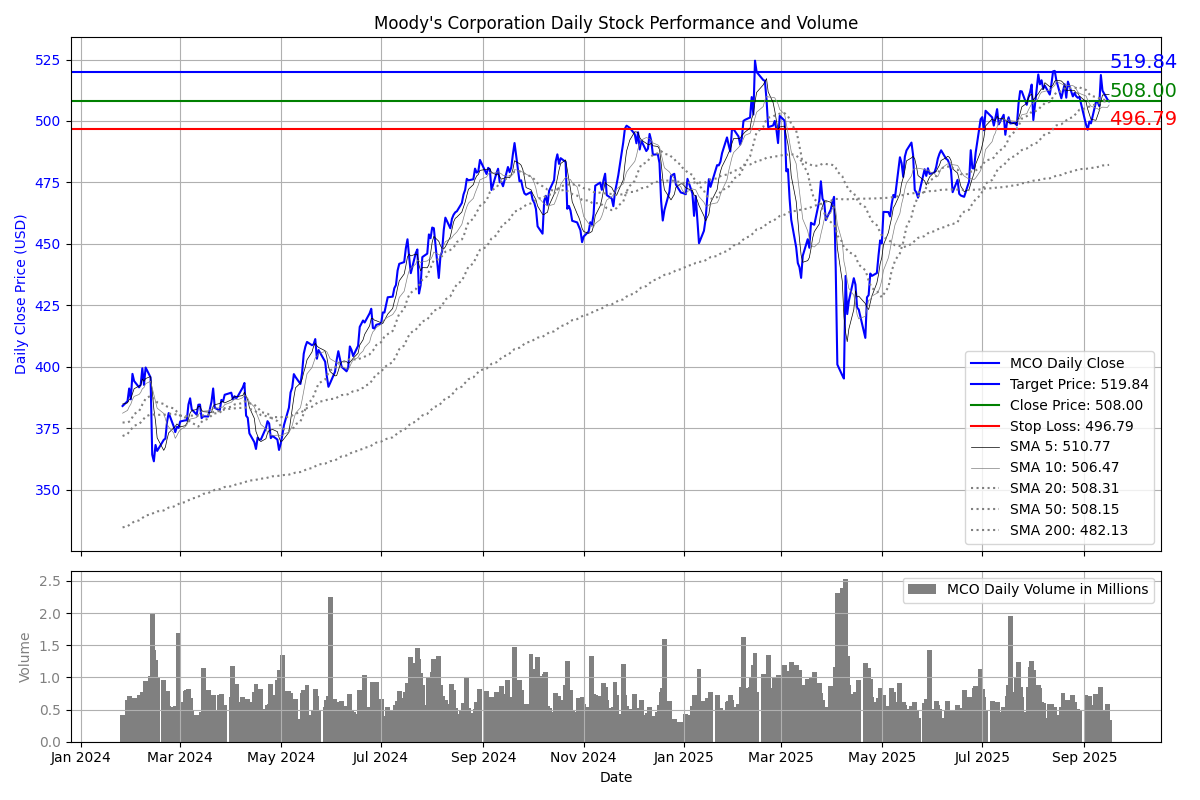 Moody's Corporation Daily Stock Performance and Volume
525
500
475
450
425
400
375
350
Daily Close Price (USD)
519.84
508.00
496.79
MCO Daily Close
Target Price: 519.84
Close Price: 508.00
Stop Loss: 496.79
SMA 5: 510.77
SMA 10: 506.47
SMA 20: 508.31
SMA 50: 508.15
SMA 200: 482.13
2.5
2.0
1.5
1.0
0.5
0.0
Volume
MCO Daily Volume in Millions
Jan 2024 Mar 2024 May 2024 Jul 2024 Sep 2024 Nov 2024 Jan 2025 Mar 2025 May 2025 Jul 2025 Sep 2025
Date